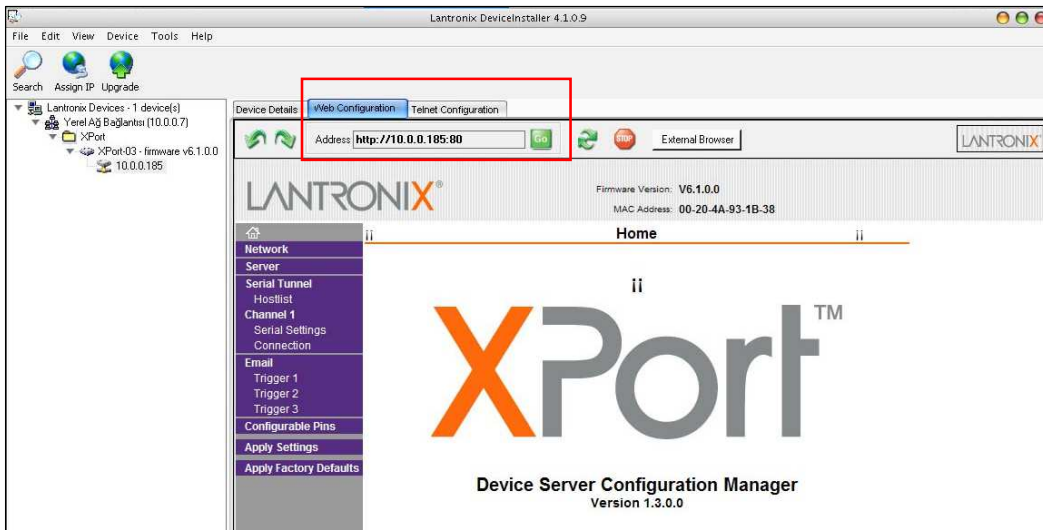 Lantronix DeviceInstaller 4.1.0.9
File Edit View Device Tools Help
Search Assign IP Upgrade
Lantronix Devices - 1 device(s)
Yerel Ağ Bağlantısı (10.0.0.7)
XPort
XPort-03 - firmware v6.1.0.0
10.0.0.185
Device Details Web Configuration Telnet Configuration
Address http://10.0.0.185:80 Go STOP External Browser LANTRONIX
LANTRONIX®
Firmware Version: V6.1.0.0
MAC Address: 00-20-4A-93-1B-38
Network
Server
Serial Tunnel
Hostlist
Channel 1
Serial Settings
Connection
Email
Trigger 1
Trigger 2
Trigger 3
Configurable Pins
Apply Settings
Apply Factory Defaults
¡¡ Home ¡¡
¡¡
XPort™
Device Server Configuration Manager
Version 1.3.0.0